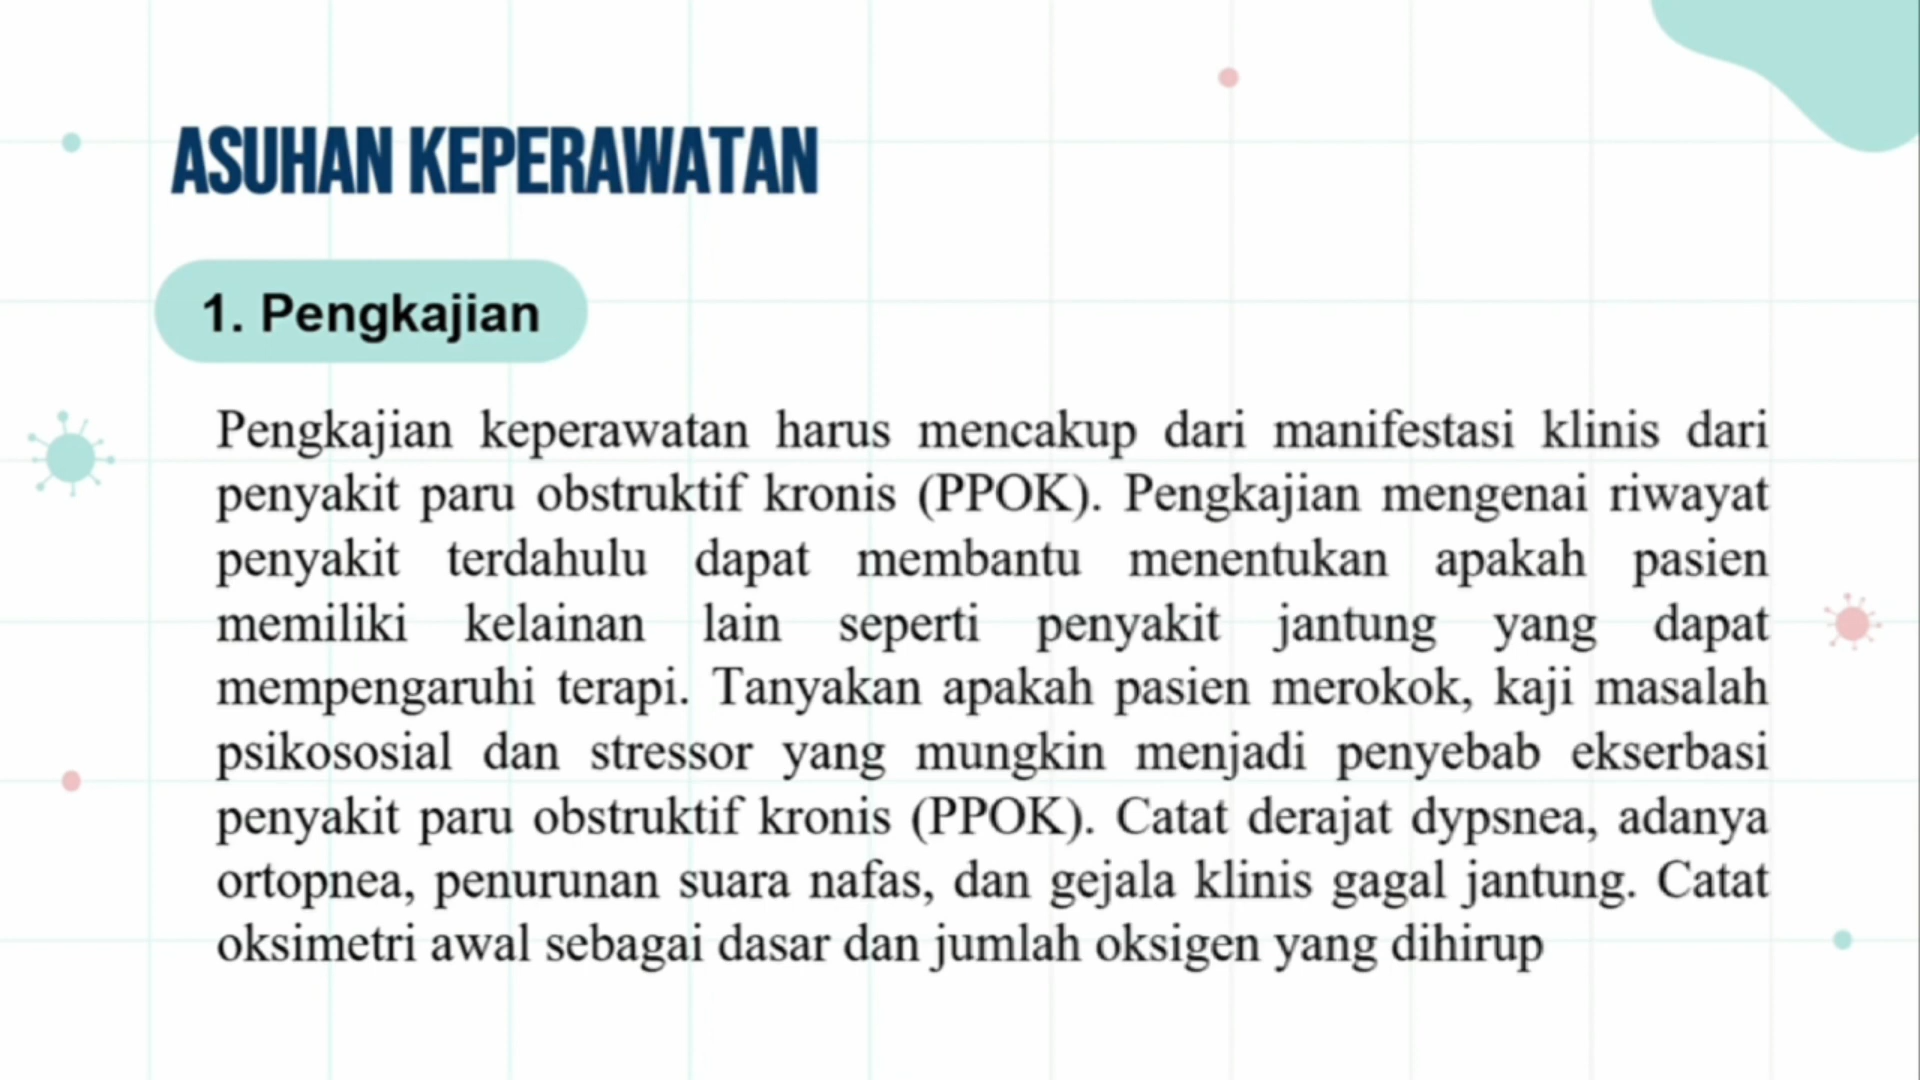 ASUHAN KEPERAWATAN
1. Pengkajian
Pengkajian keperawatan harus mencakup dari manifestasi klinis dari
penyakit paru obstruktif kronis (PPOK). Pengkajian mengenai riwayat
penyakit terdahulu dapat membantu menentukan apakah pasien
memiliki kelainan lain seperti penyakit jantung yang dapat
mempengaruhi terapi. Tanyakan apakah pasien merokok, kaji masalah
psikososial dan stressor yang mungkin menjadi penyebab ekserbasi
penyakit paru obstruktif kronis (PPOK). Catat derajat dypsnea, adanya
ortopnea, penurunan suara nafas, dan gejala klinis gagal jantung. Catat
oksimetri awal sebagai dasar dan jumlah oksigen yang dihirup